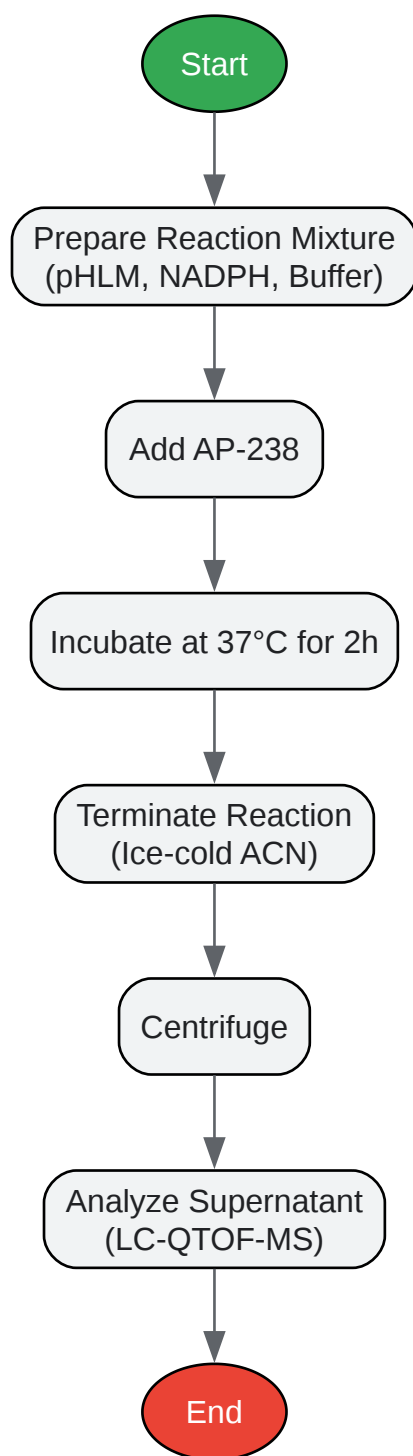 Start
Prepare Reaction Mixture
(pHLM, NADPH, Buffer)
Add AP-238
Incubate at 37°C for 2h
Terminate Reaction
(Ice-cold ACN)
Centrifuge
Analyze Supernatant
(LC-QTOF-MS)
End